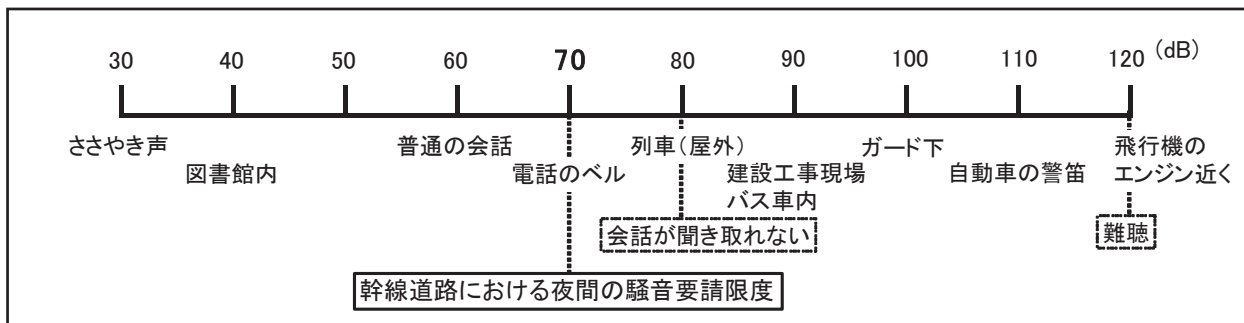 30 40 50 60 70 80 90 100 110 120 (dB)
ささやき声 普通の会話 列車(屋外) ガード下 飛行機の
図書館内 電話のベル 建設工事現場 自動車の警笛 エンジン近く
バス車内
会話が聞き取れない 難聴
幹線道路における夜間の騒音要請限度